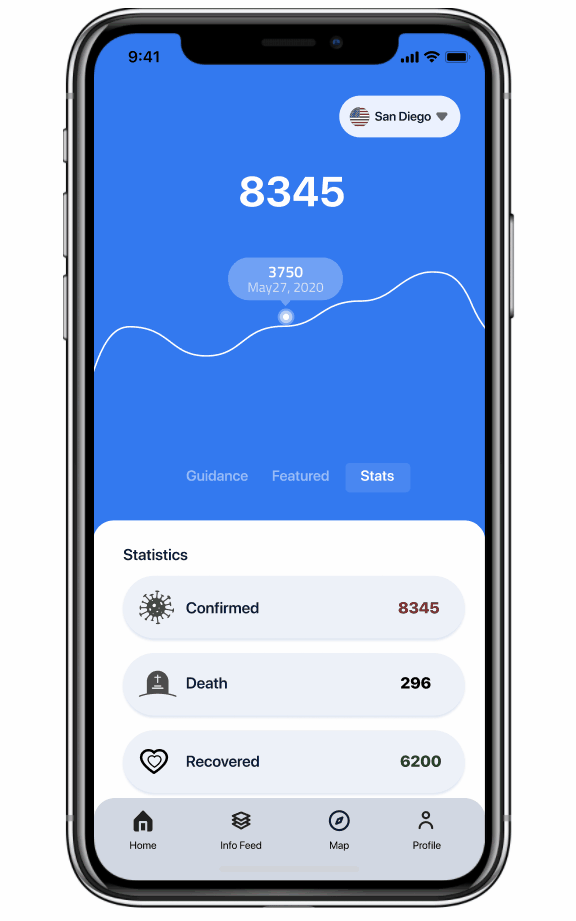 9:41
San Diego
8345
3750
May27, 2020
Guidance Featured Stats
Statistics
Confirmed 8345
Death 296
Recovered 6200
Home Info Feed Map Profile